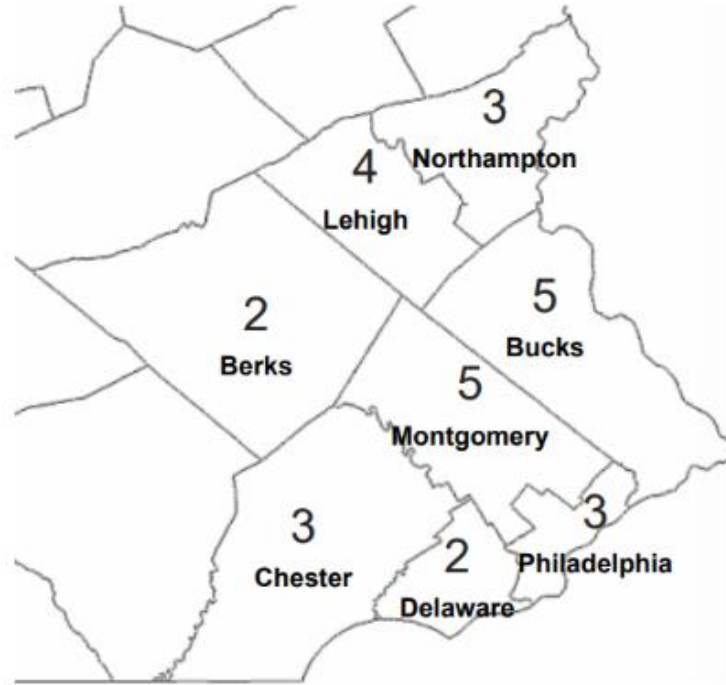 3
Northampton
4
Lehigh
5
Bucks
2
Berks
5
Montgomery
3
Philadelphia
3
Chester
2
Delaware